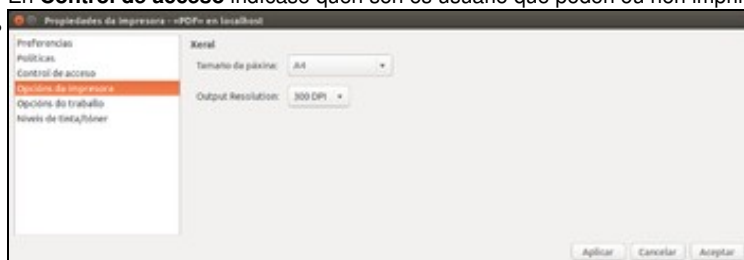 En Control de acceso indícase quen son os usuario que poden ou non imprimi
Propiedades da impresora - «PDF» en localhost
Preferencias
Políticas
Control de acceso
Opcións da impresora
Opcións do traballo
Niveis de tinta/tóner
Xeral
Tamaño da páxina: A4
Output Resolution: 300 DPI
Aplicar Cancelar Aceptar